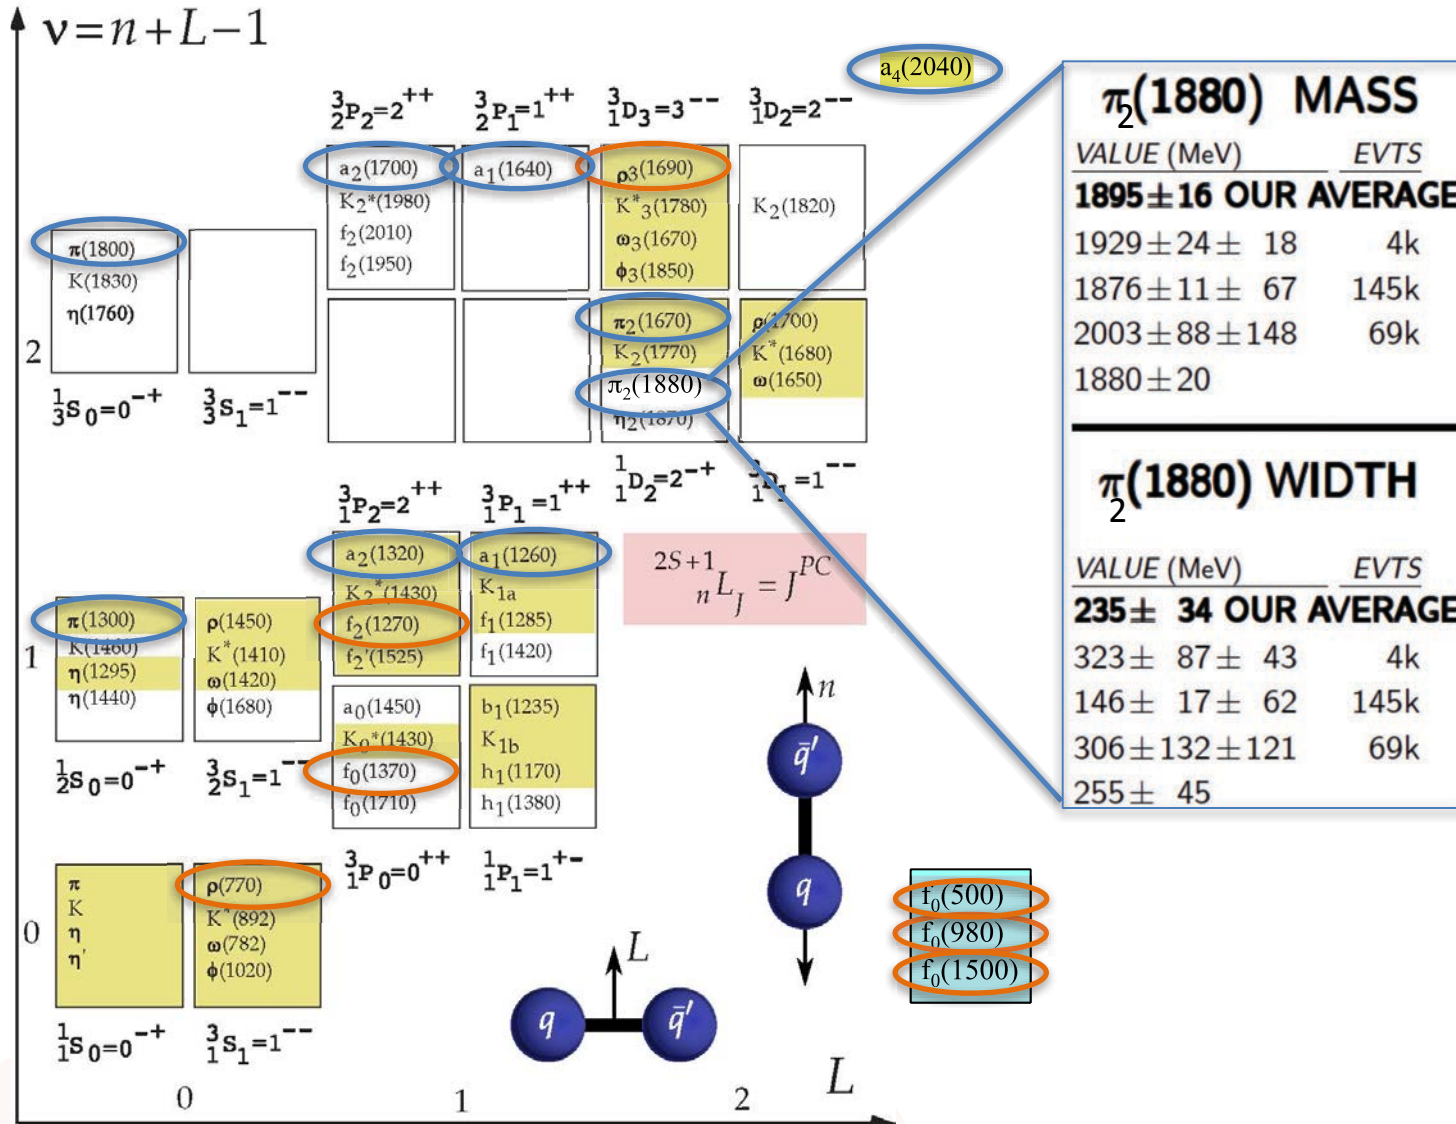 ν=n+L−1
a4(2040)
3 2P2=2++
3 2P1=1++
3 1D3=3−−
3 1D2=2−−
a2(1700)
K2*(1980)
f2(2010)
f2(1950)
a1(1640)
ρ3(1690)
K*3(1780)
ω3(1670)
ϕ3(1850)
K2(1820)
π(1800)
K(1830)
η(1760)
2
1 3S0=0−+
3 3S1=1−−
π2(1670)
K2(1770)
π2(1880)
η2(1870)
ρ(1700)
K*(1680)
ω(1650)
1 1D2=2−+
3 1D1=1−−
3 1P2=2++
3 1P1=1++
a2(1320)
K2*(1430)
f2(1270)
f2'(1525)
a1(1260)
K1a
f1(1285)
f1(1420)
2S+1 nLJ=JPC
1
π(1300)
K(1460)
η(1295)
η(1440)
ρ(1450)
K*(1410)
ω(1420)
ϕ(1680)
a0(1450)
K0*(1430)
f0(1370)
f0(1710)
b1(1235)
K1b
h1(1170)
h1(1380)
1 2S0=0−+
3 2S1=1−−
3 1P0=0++
1 1P1=1+−
0
π
K
η
η'
ρ(770)
K*(892)
ω(782)
ϕ(1020)
1 1S0=0−+
3 1S1=1−−
n
q̄'
q
L
q
q̄'
f0(500)
f0(980)
f0(1500)
0
1
2
L
π2(1880) MASS
VALUE (MeV) EVTS
1895±16 OUR AVERAGE
1929±24± 18 4k
1876±11± 67 145k
2003±88±148 69k
1880±20
π2(1880) WIDTH
VALUE (MeV) EVTS
235± 34 OUR AVERAGE
323± 87± 43 4k
146± 17± 62 145k
306±132±121 69k
255± 45